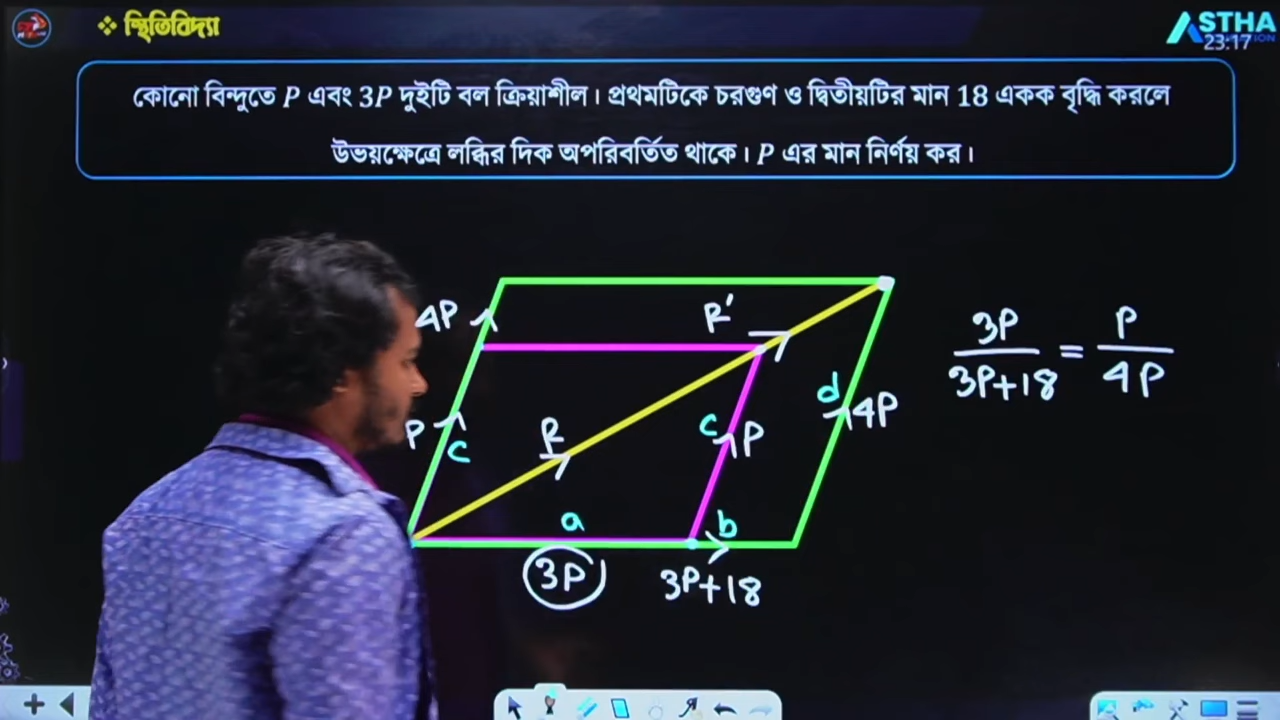 ❖ স্থিতিবিদ্যা
ASTHA
23:17
কোনো বিন্দুতে P এবং 3P দুইটি বল ক্রিয়াশীল। প্রথমটিকে চরগুণ ও দ্বিতীয়টির মান 18 একক বৃদ্ধি করলে
উভয়ক্ষেত্রে লব্ধির দিক অপরিবর্তিত থাকে। P এর মান নির্ণয় কর।
4P
R'
P
c
R
c
P
d
4P
a
b
3P
3P+18
3P/3P+18 = P/4P